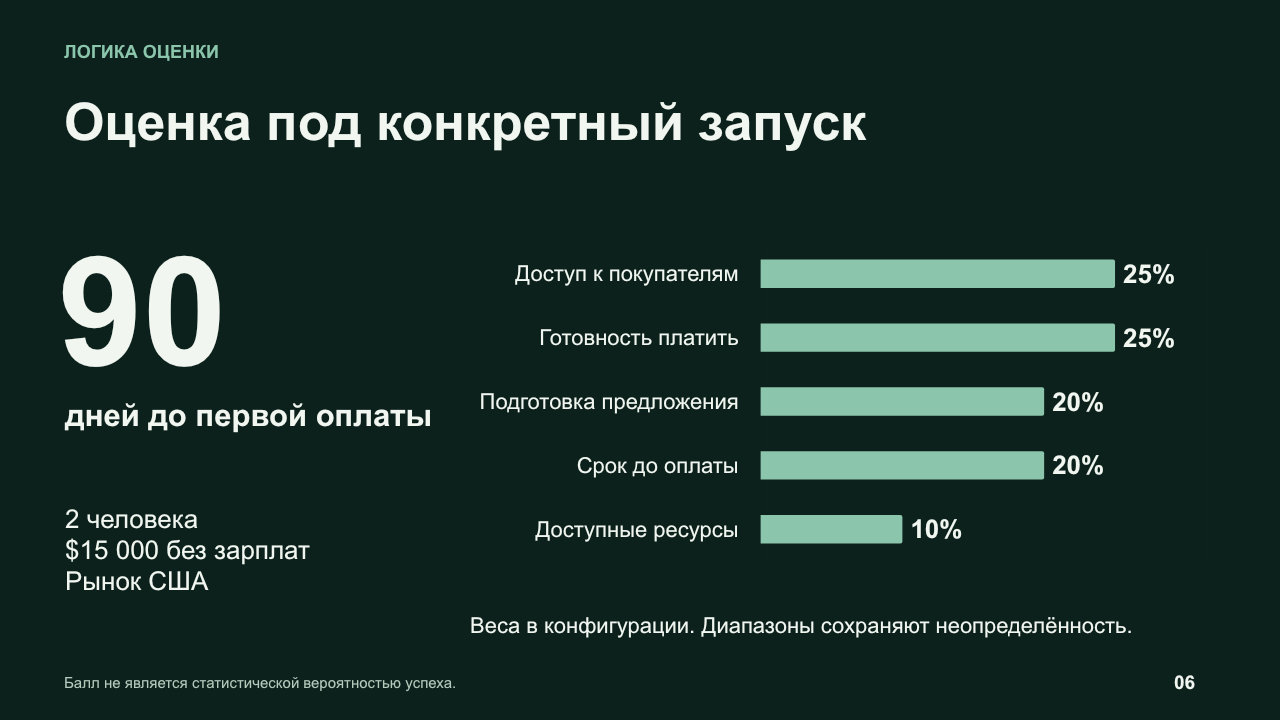 ЛОГИКА ОЦЕНКИ
Оценка под конкретный запуск
90
дней до первой оплаты
2 человека
$15 000 без зарплат
Рынок США
Доступ к покупателям 25%
Готовность платить 25%
Подготовка предложения 20%
Срок до оплаты 20%
Доступные ресурсы 10%
Веса в конфигурации. Диапазоны сохраняют неопределённость.
Балл не является статистической вероятностью успеха.
06